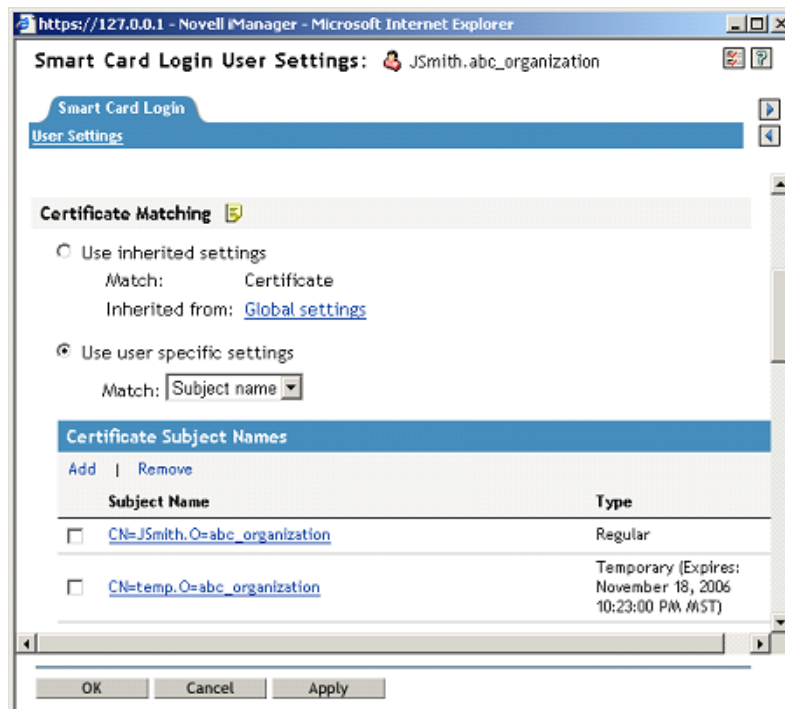 https://127.0.0.1 - Novell iManager - Microsoft Internet Explorer
Smart Card Login User Settings: JSmith.abc_organization
Smart Card Login
User Settings
Certificate Matching
Use inherited settings
Match: Certificate
Inherited from: Global settings
Use user specific settings
Match: Subject name
Certificate Subject Names
Add | Remove
Subject Name Type
CN=JSmith.O=abc_organization Regular
CN=temp.O=abc_organization Temporary (Expires:
November 18, 2006
10:23:00 PM MST)
OK Cancel Apply